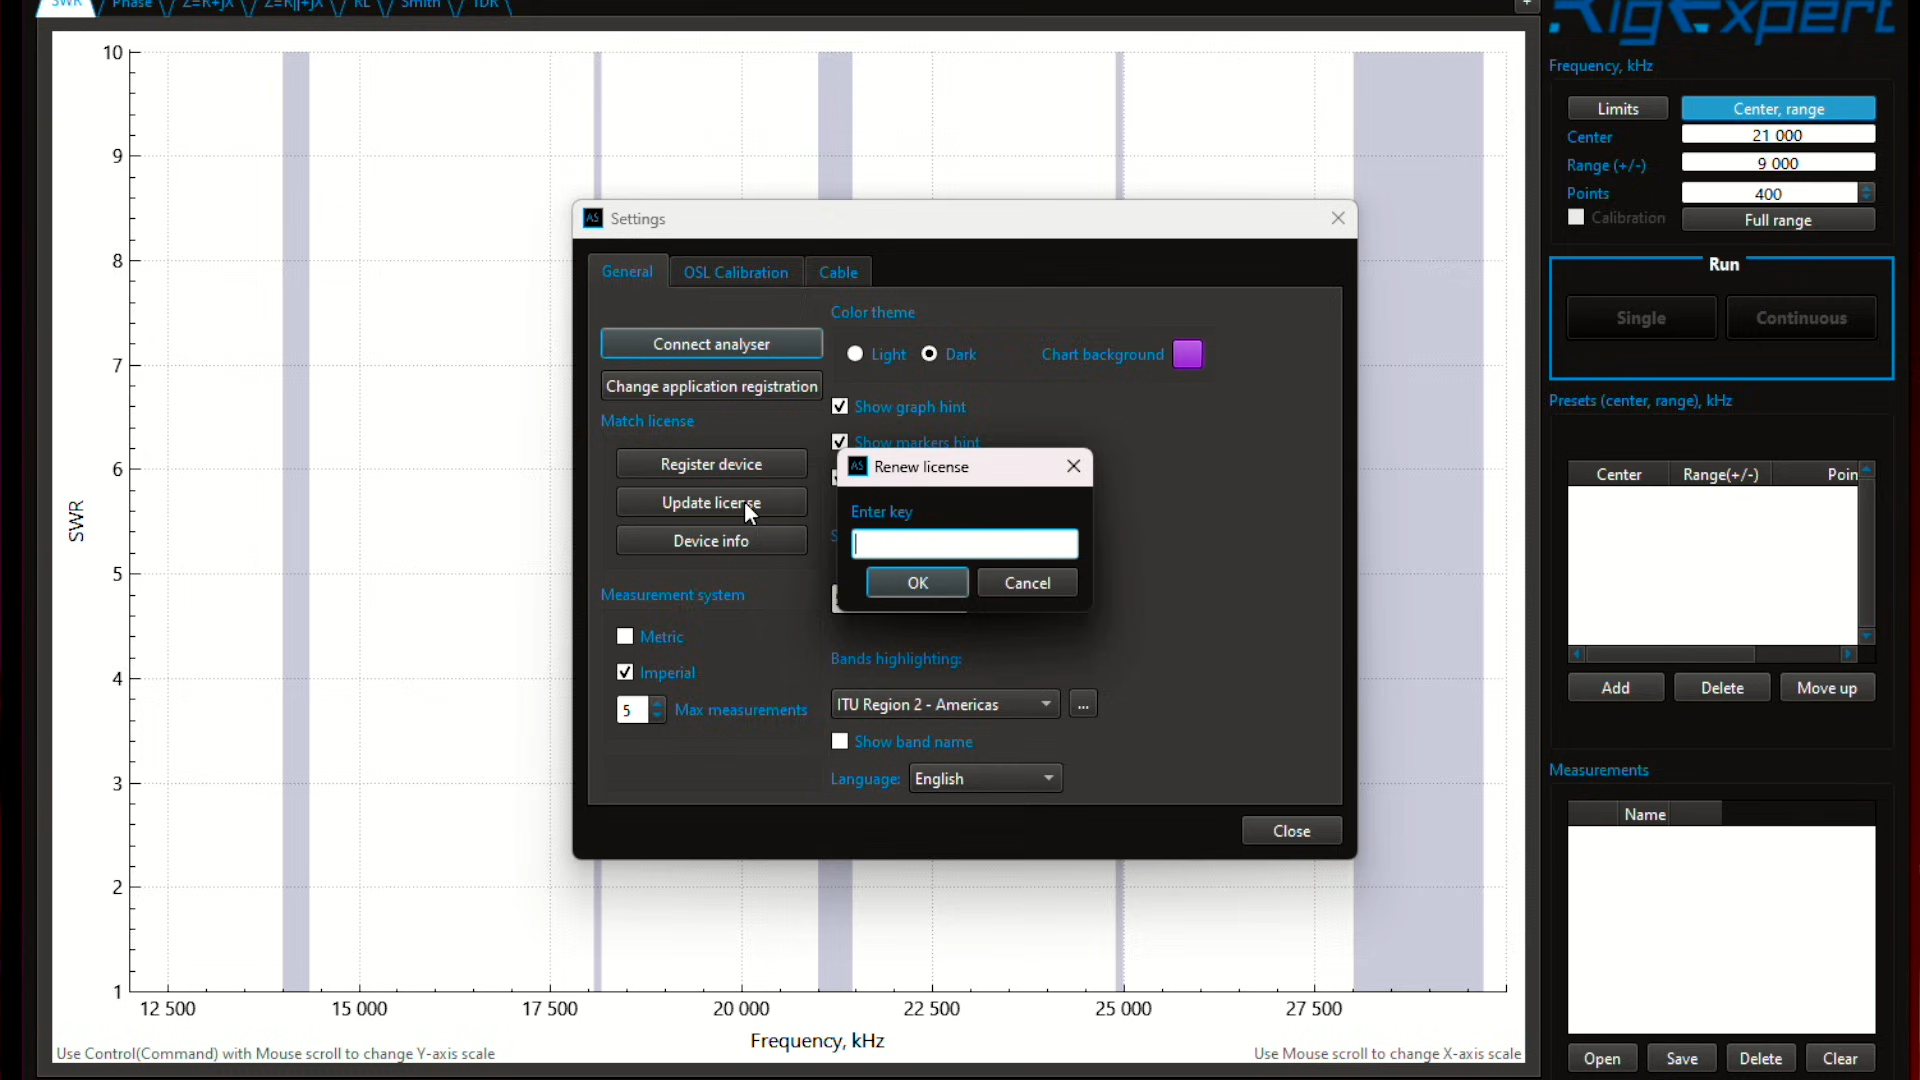 SWR Phase Z=R+jX Z=R||+jX RL Smith TDR +
RigExpert
Frequency, kHz
Limits Center, range
Center 21 000
Range (+/-) 9 000
Points 400
Calibration Full range
Run
Single Continuous
Presets (center, range), kHz
Center Range(+/-) Poin
Add Delete Move up
Measurements
Name
Open Save Delete Clear
10
9
8
7
6
5
4
3
2
1
SWR
12 500 15 000 17 500 20 000 22 500 25 000 27 500
Frequency, kHz
Use Control(Command) with Mouse scroll to change Y-axis scale
Use Mouse scroll to change X-axis scale
AS Settings
General OSL Calibration Cable
Connect analyser
Change application registration
Match license
Register device
Update license
Device info
Measurement system
Metric
Imperial
5 Max measurements
Color theme
Light Dark Chart background
Show graph hint
Show markers hint
Bands highlighting:
ITU Region 2 - Americas ...
Show band name
Language: English
Close
AS Renew license
Enter key
OK Cancel